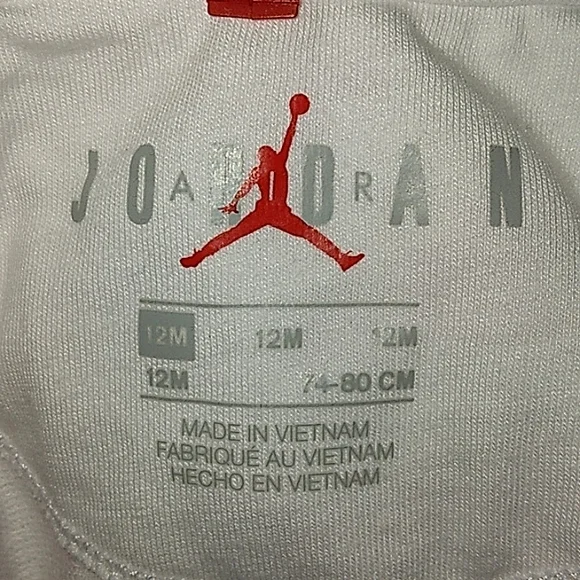 JORDAN
AIR
12M 12M 12M
12M 74-80 CM
MADE IN VIETNAM
FABRIQUÉ AU VIETNAM
HECHO EN VIETNAM